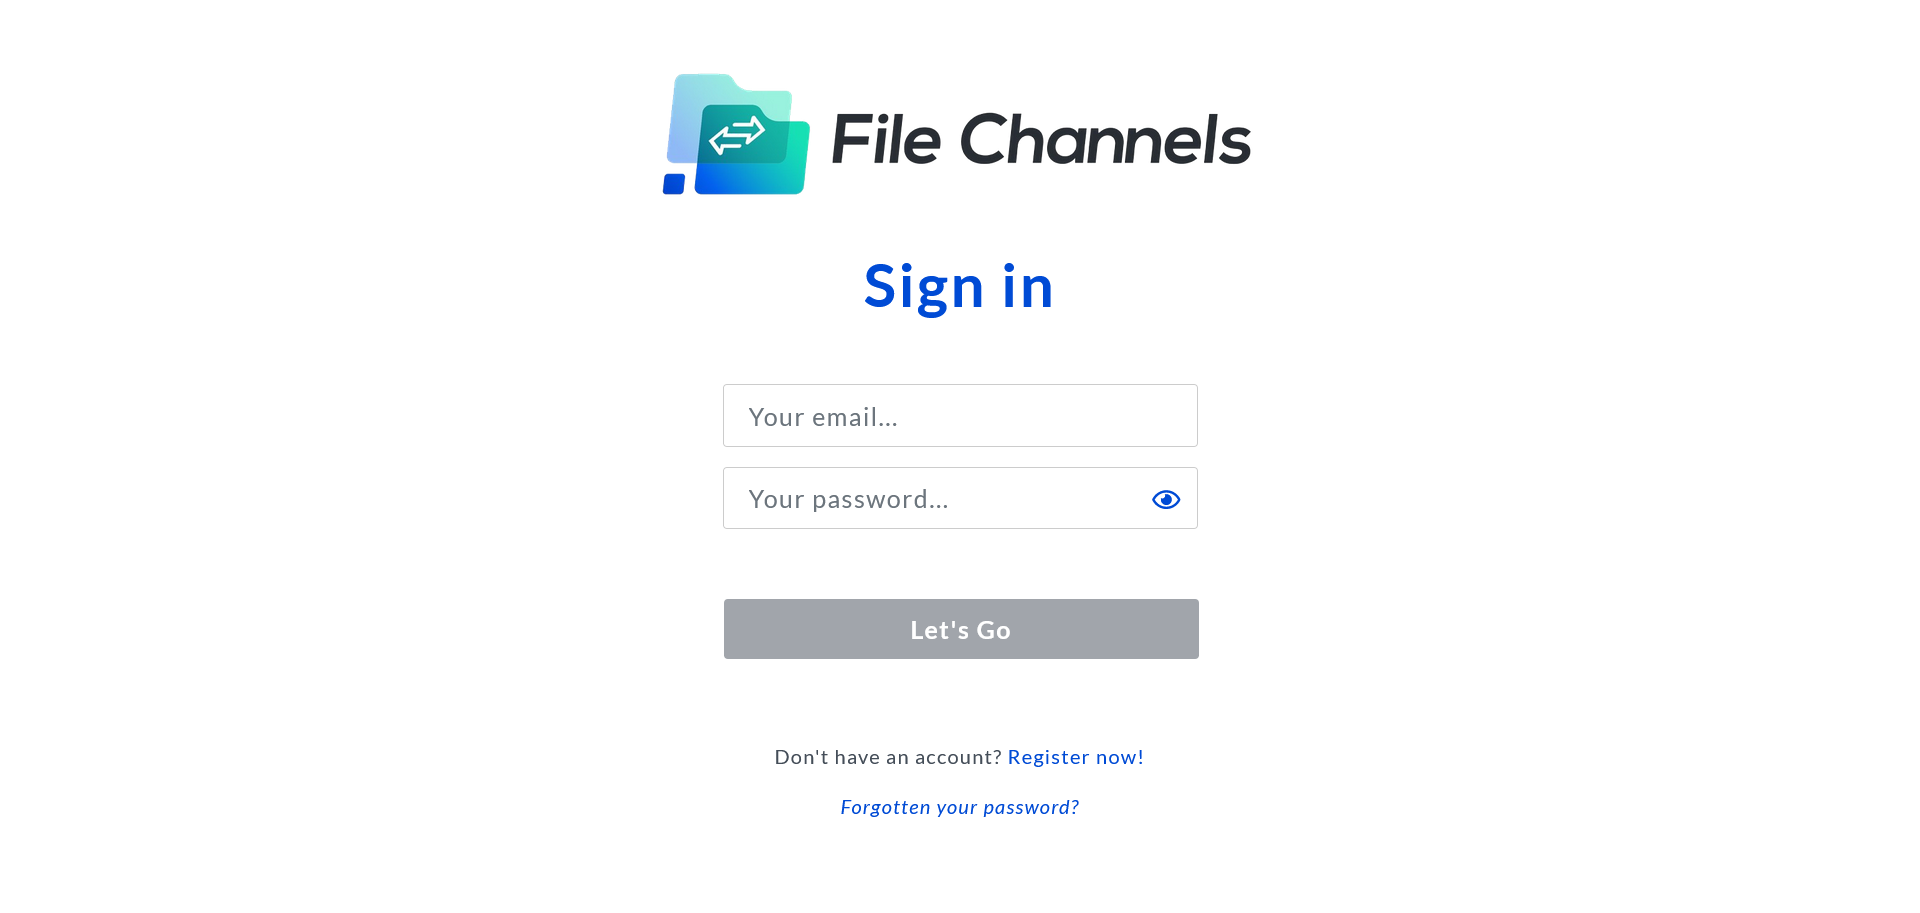 File Channels
Sign in
Your email...
Your password...
Let's Go
Don't have an account? Register now!
Forgotten your password?